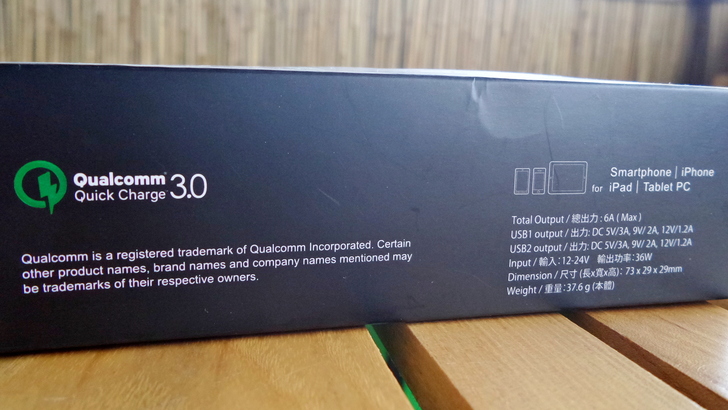 Qualcomm
Quick Charge 3.0
Qualcomm is a registered trademark of Qualcomm Incorporated. Certain
other product names, brand names and company names mentioned may
be trademarks of their respective owners.
Smartphone | iPhone
for iPad | Tablet PC
Total Output / 總出力 : 6A ( Max )
USB1 output / 出力: DC 5V/3A, 9V/ 2A, 12V/1.2A
USB2 output / 出力: DC 5V/3A, 9V/ 2A, 12V/1.2A
Input / 輸入 : 12-24V 輸出功率 : 36W
Dimension / 尺寸 (長x寬x高) : 73 x 29 x 29mm
Weight / 重量 : 37.6 g (本體)